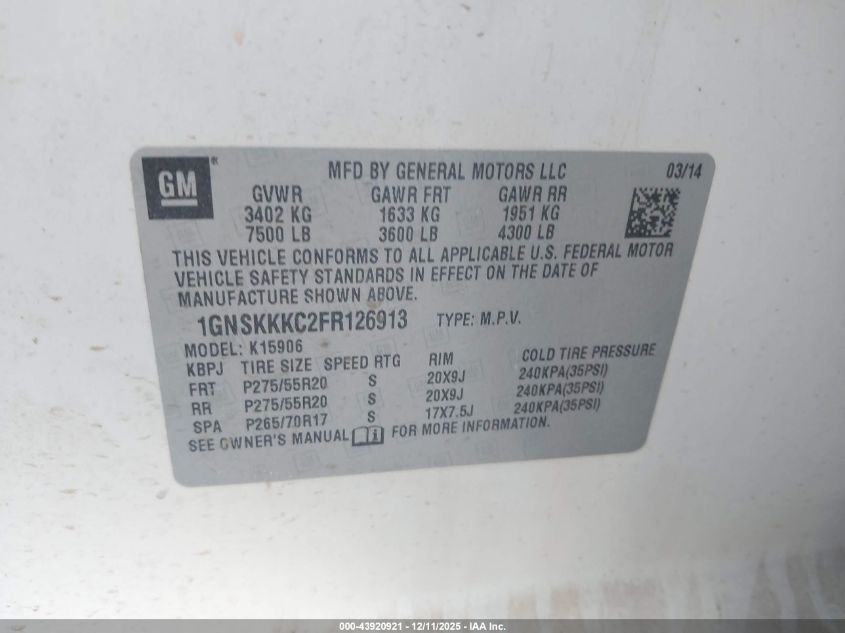 GM®
MFD BY GENERAL MOTORS LLC 03/14
GVWR GAWR FRT GAWR RR
3402 KG 1633 KG 1951 KG
7500 LB 3600 LB 4300 LB
THIS VEHICLE CONFORMS TO ALL APPLICABLE U.S. FEDERAL MOTOR
VEHICLE SAFETY STANDARDS IN EFFECT ON THE DATE OF
MANUFACTURE SHOWN ABOVE.
1GNSKKKC2FR126913 TYPE: M.P.V.
MODEL: K15906
KBPJ TIRE SIZE SPEED RTG RIM COLD TIRE PRESSURE
FRT P275/55R20 S 20X9J 240KPA(35PSI)
RR P275/55R20 S 20X9J 240KPA(35PSI)
SPA P265/70R17 S 17X7.5J 240KPA(35PSI)
SEE OWNER'S MANUAL FOR MORE INFORMATION.
000-43920921 - 12/11/2025 - IAA Inc.